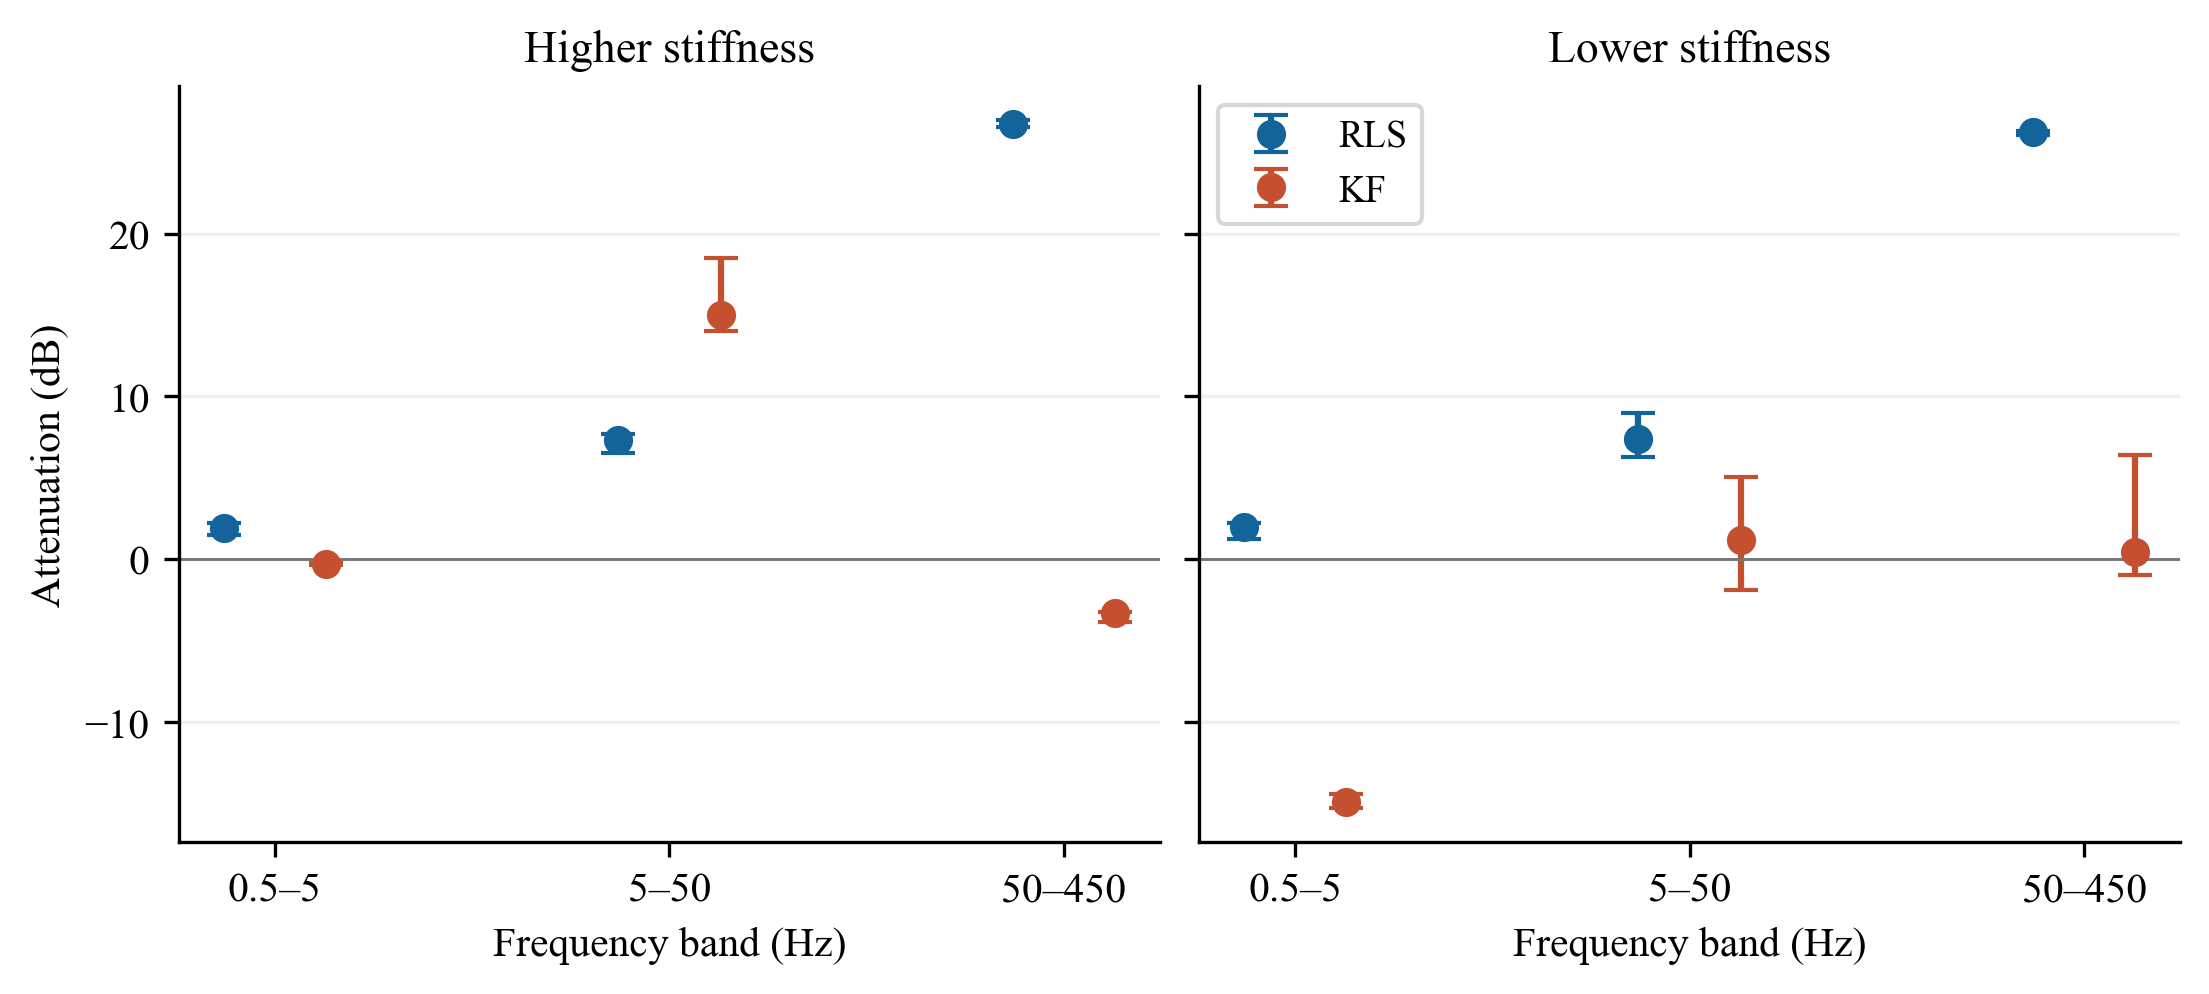 Higher stiffness
Lower stiffness
RLS
KF
Attenuation (dB)
20
10
0
−10
0.5–5
5–50
50–450
0.5–5
5–50
50–450
Frequency band (Hz)
Frequency band (Hz)